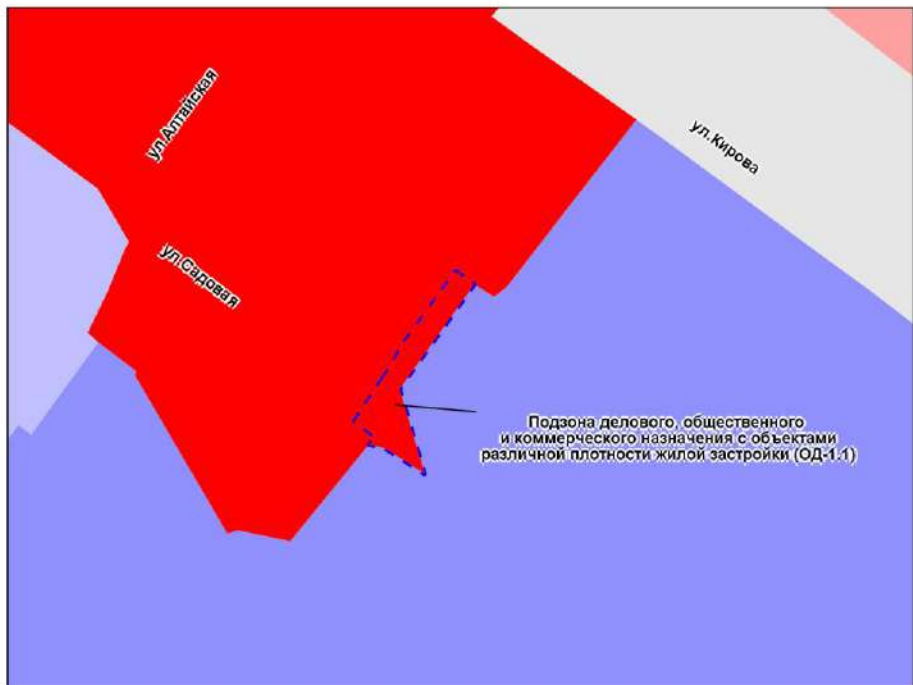 ул.Алтайская
ул.Кирова
ул.Садовая
Подзона делового, общественного
и коммерческого назначения с объектами
различной плотности жилой застройки (ОД-1.1)